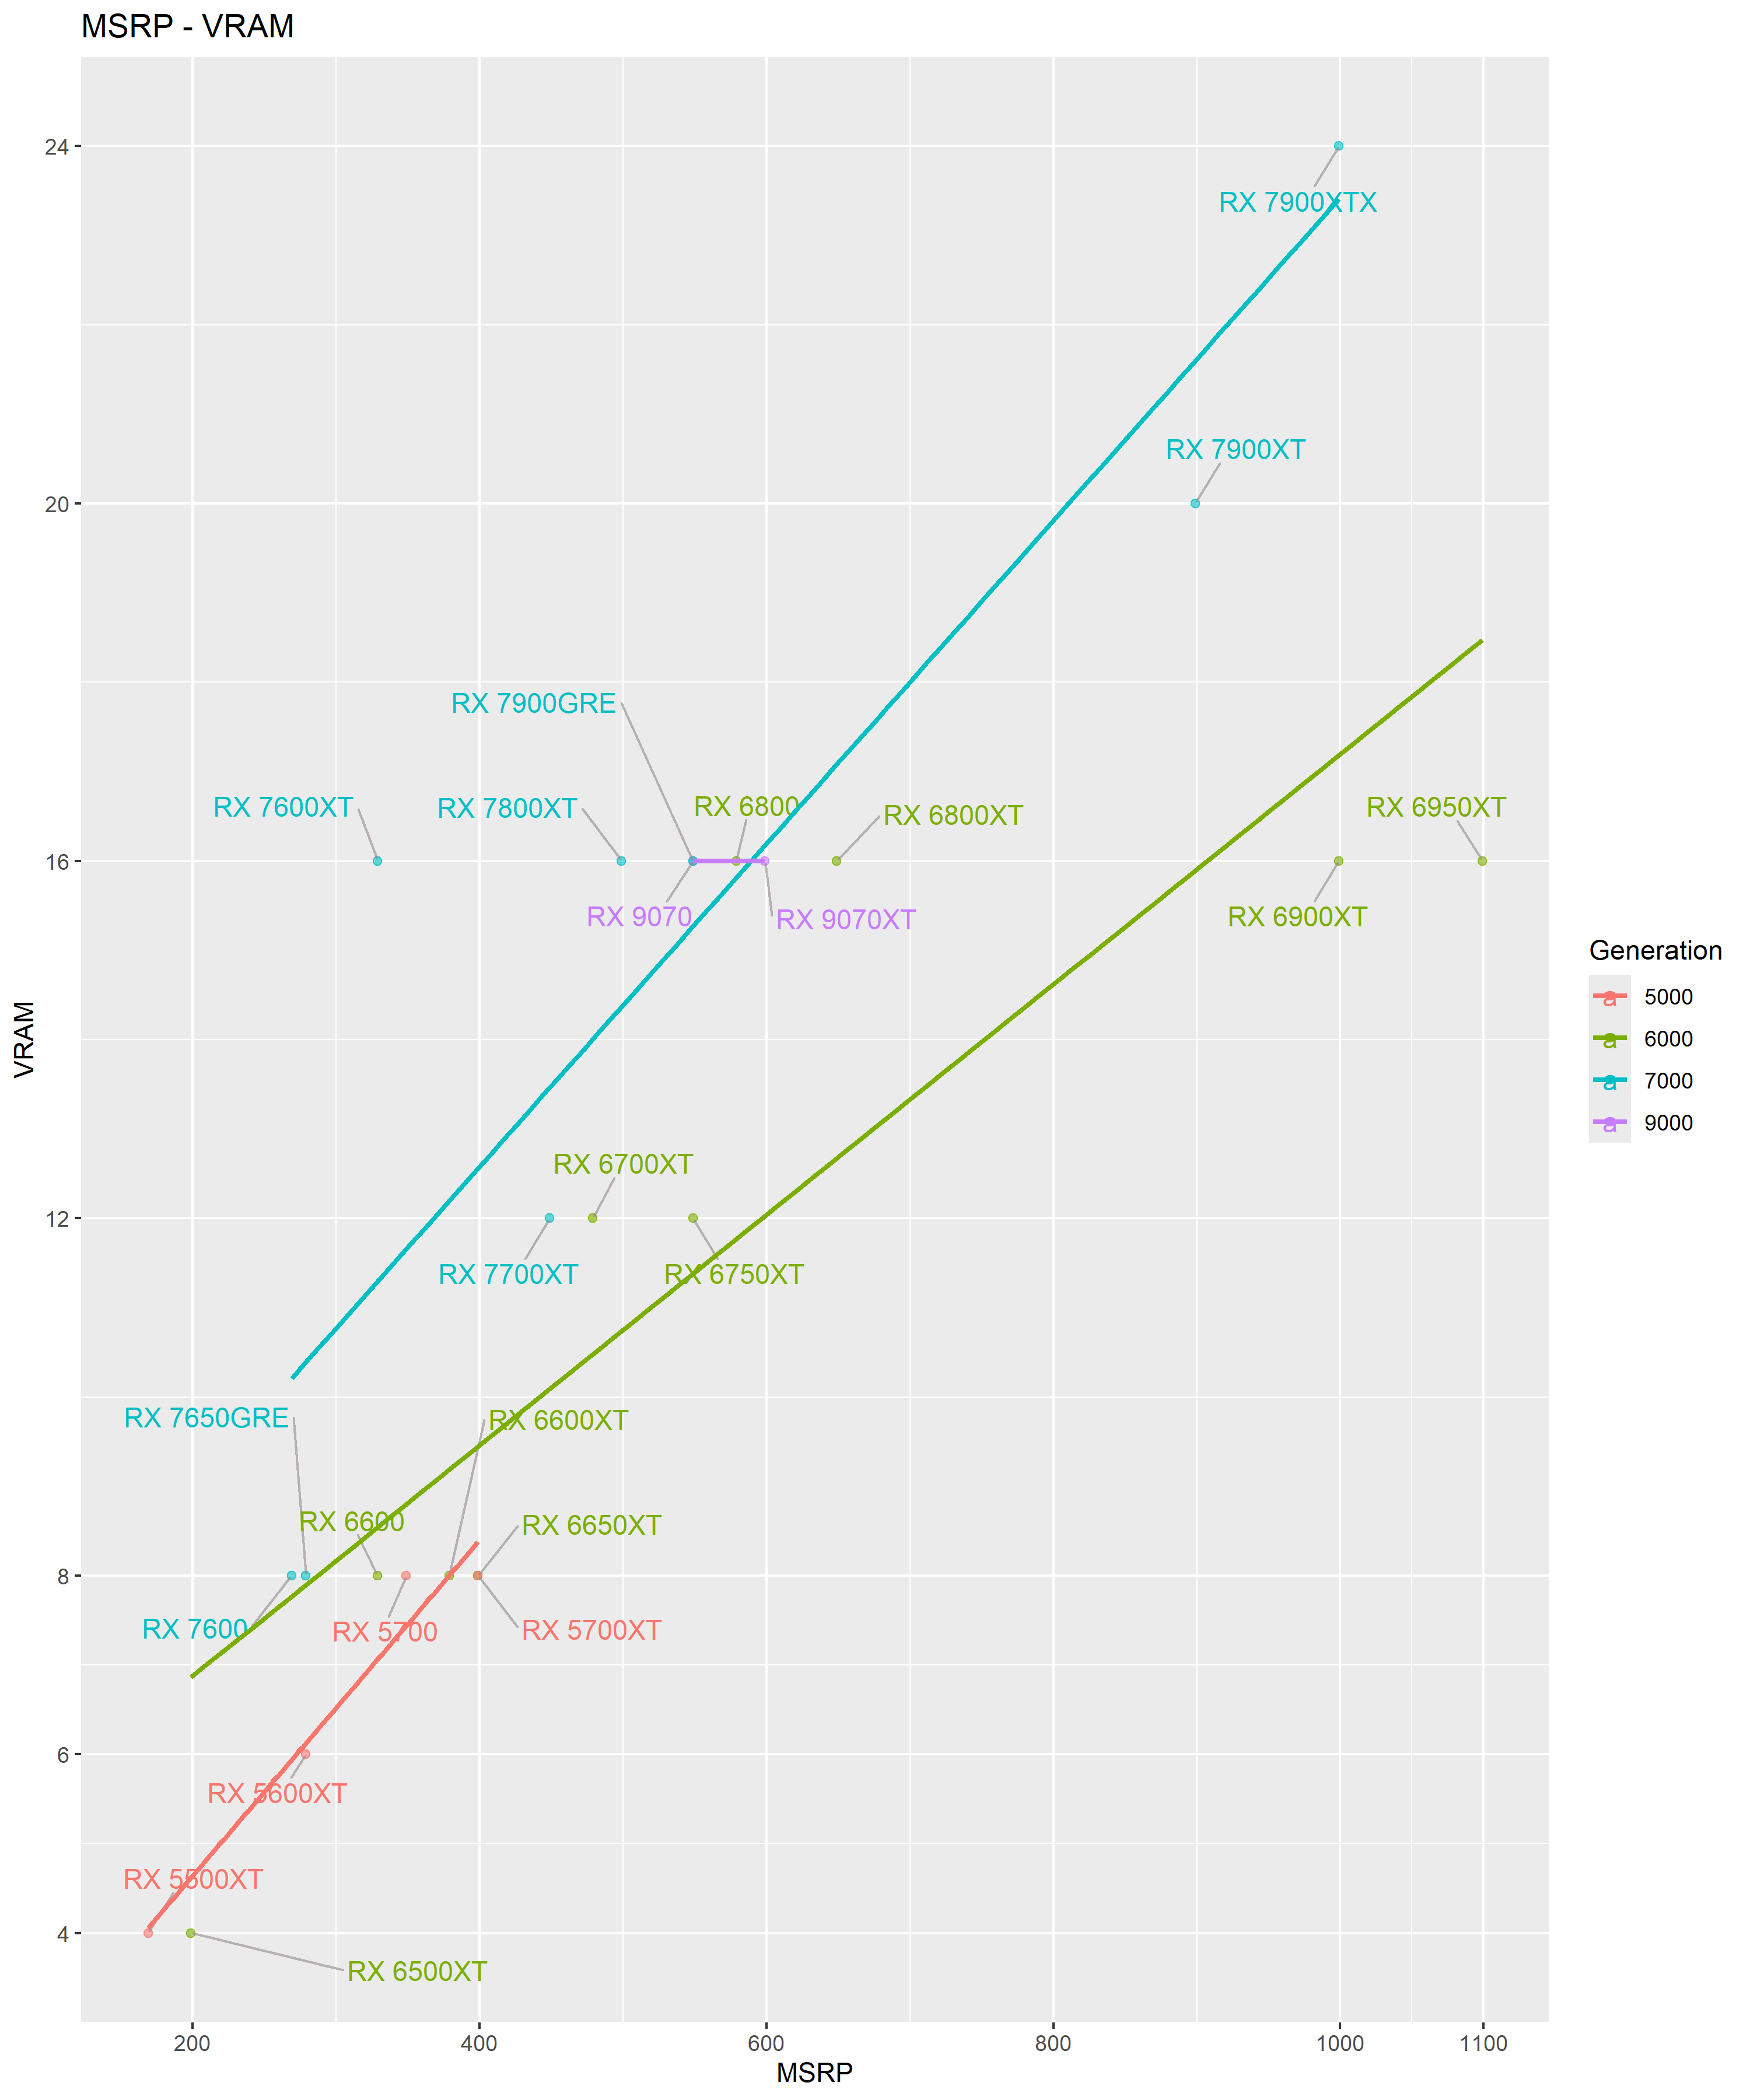 MSRP - VRAM
24
RX 7900XTX
RX 7900XT
20
RX 7900GRE
RX 7600XT
RX 7800XT
RX 6800
RX 6800XT
RX 6950XT
16
RX 9070
RX 9070XT
RX 6900XT
Generation
5000
6000
7000
9000
VRAM
RX 6700XT
12
RX 7700XT
RX 6750XT
RX 7650GRE
RX 6600XT
RX 6600
RX 6650XT
8
RX 7600
RX 5700
RX 5700XT
6
RX 5600XT
RX 5500XT
4
RX 6500XT
200
400
600
800
1000
1100
MSRP